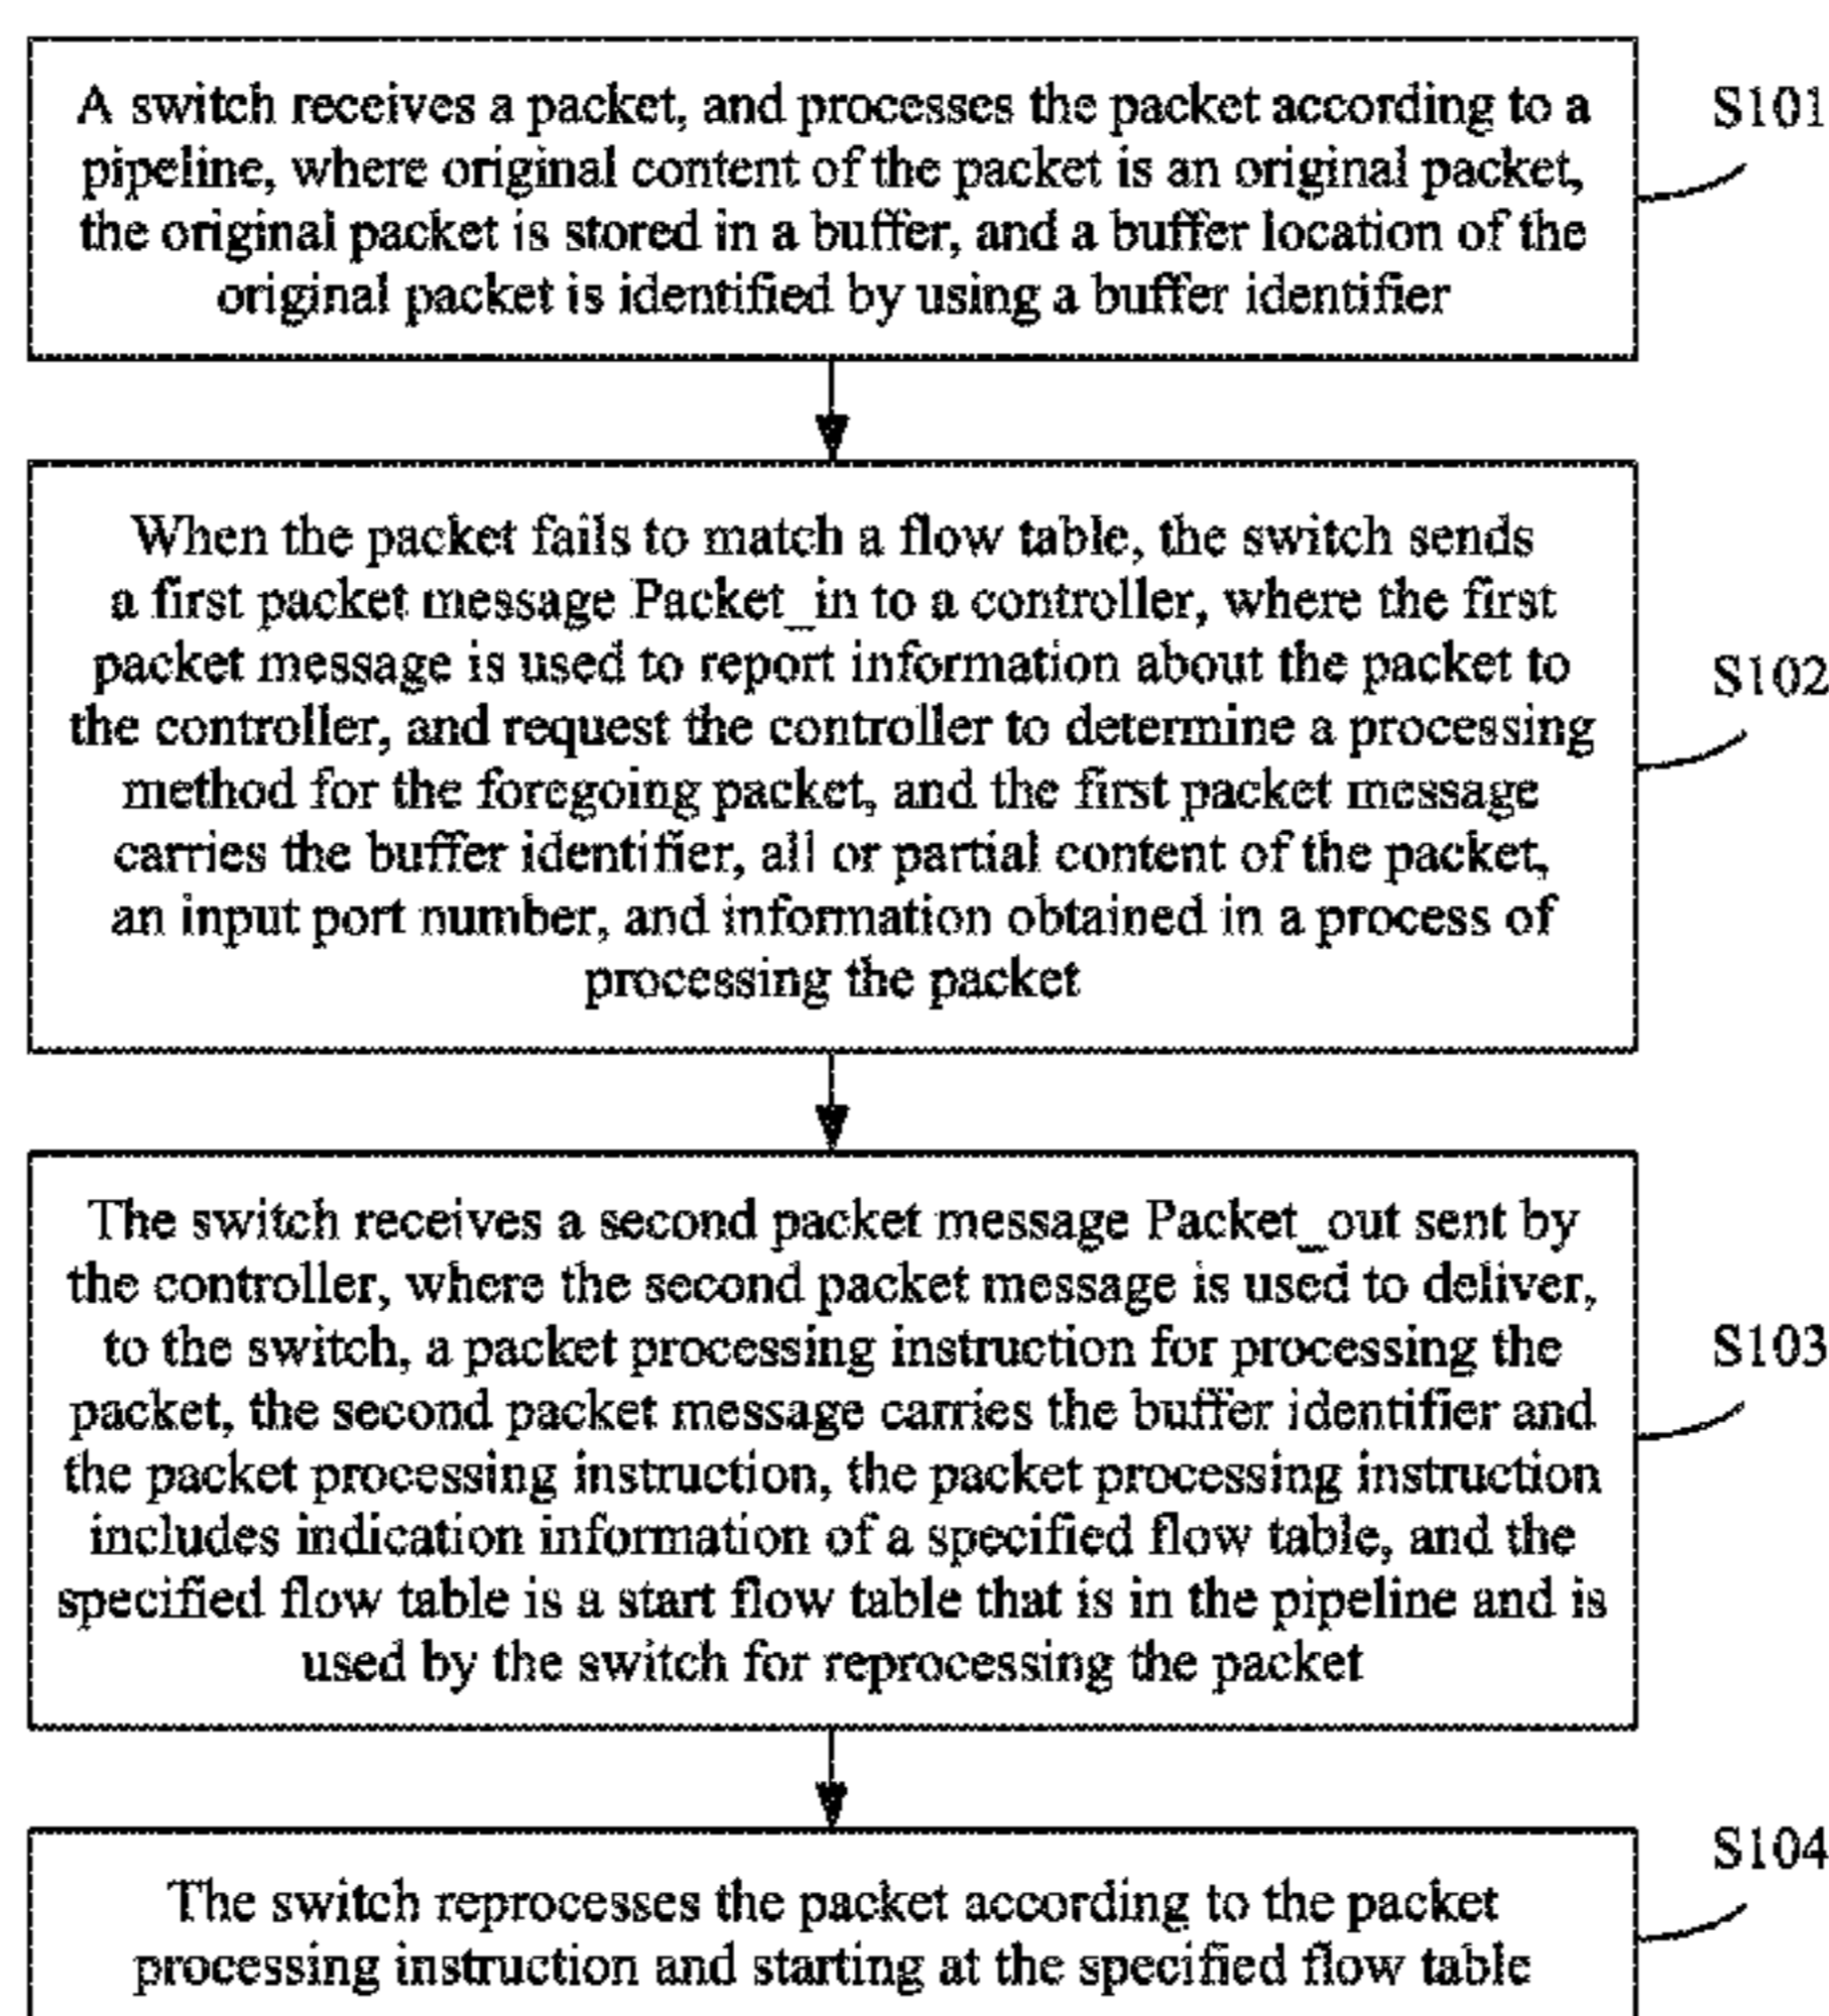 A switch receives a packet, and processes the packet according to a
pipeline, where original content of the packet is an original packet,
the original packet is stored in a buffer, and a buffer location of the
original packet is identified by using a buffer identifier
S101
When the packet fails to match a flow table, the switch sends
a first packet message Packet_in to a controller, where the first
packet message is used to report information about the packet to
the controller, and request the controller to determine a processing
method for the foregoing packet, and the first packet message
carries the buffer identifier, all or partial content of the packet,
an input port number, and information obtained in a process of
processing the packet
S102
The switch receives a second packet message Packet_out sent by
the controller, where the second packet message is used to deliver,
to the switch, a packet processing instruction for processing the
packet, the second packet message carries the buffer identifier and
the packet processing instruction, the packet processing instruction
includes indication information of a specified flow table, and the
specified flow table is a start flow table that is in the pipeline and is
used by the switch for reprocessing the packet
S103
The switch reprocesses the packet according to the packet
processing instruction and starting at the specified flow table
S104